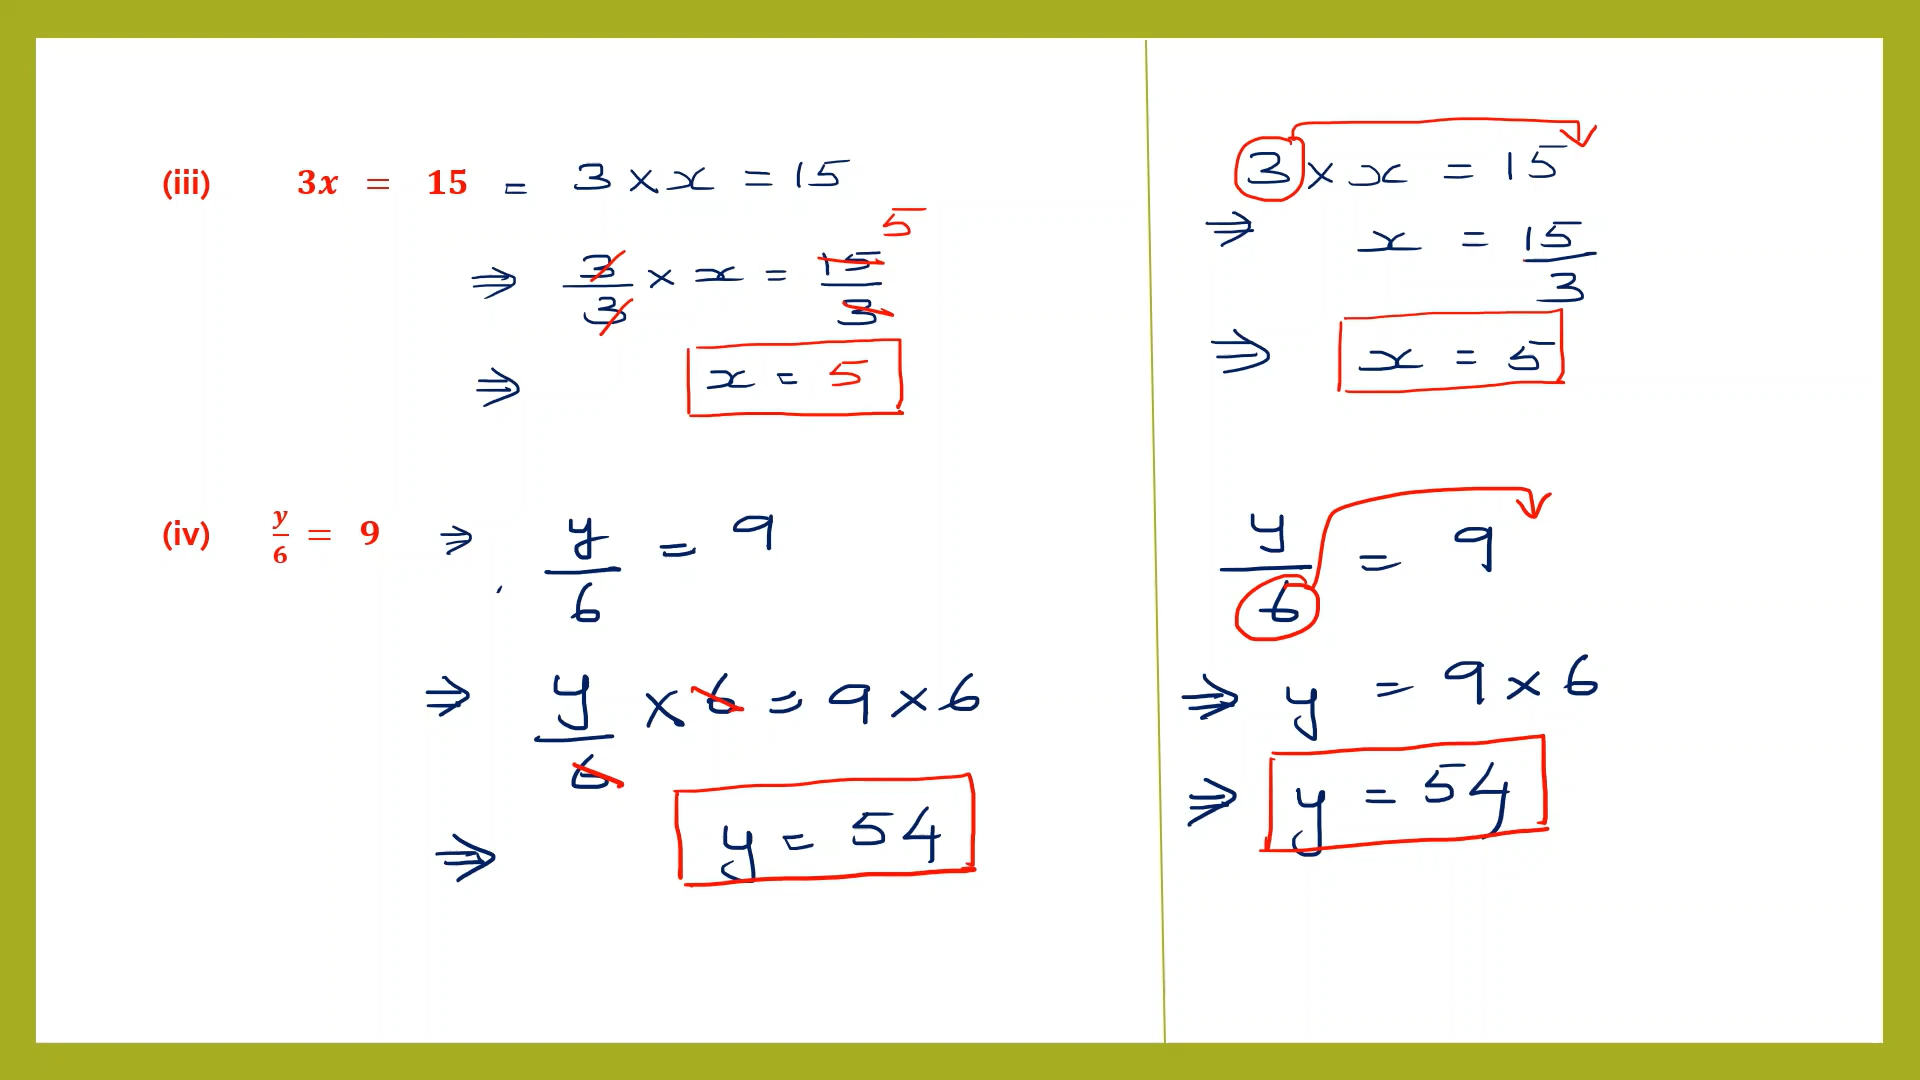 (iii) 3x = 15 = 3 × x = 15
⇒ 3/3 × x = 15/3 5
⇒ x = 5
(iv) y/6 = 9 ⇒ y/6 = 9
⇒ y/6 × 6 = 9 × 6
⇒ y = 54
3 × x = 15
⇒ x = 15/3
⇒ x = 5
y/6 = 9
⇒ y = 9 × 6
⇒ y = 54